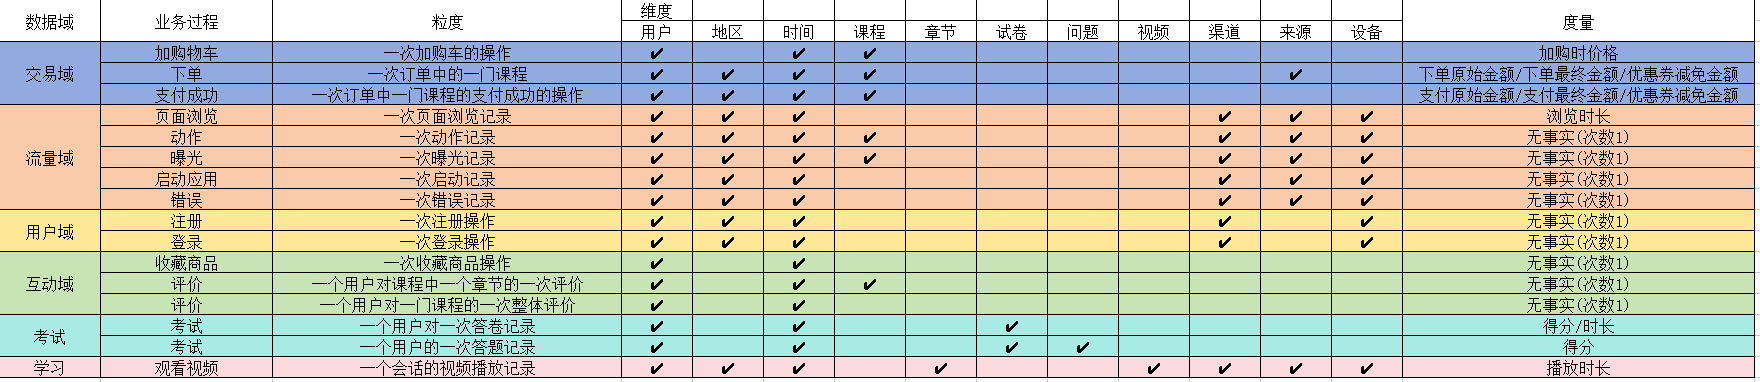 数据域 业务过程 粒度 维度 度量
用户 地区 时间 课程 章节 试卷 问题 视频 渠道 来源 设备
交易域 加购物车 一次加购车的操作 ✔ ✔ ✔ 加购时价格
下单 一次订单中的一门课程 ✔ ✔ ✔ ✔ ✔ 下单原始金额/下单最终金额/优惠券减免金额
支付成功 一次订单中一门课程的支付成功的操作 ✔ ✔ ✔ ✔ 支付原始金额/支付最终金额/优惠券减免金额
流量域 页面浏览 一次页面浏览记录 ✔ ✔ ✔ ✔ ✔ ✔ 浏览时长
动作 一次动作记录 ✔ ✔ ✔ ✔ ✔ ✔ ✔ 无事实(次数1)
曝光 一次曝光记录 ✔ ✔ ✔ ✔ ✔ ✔ ✔ 无事实(次数1)
启动应用 一次启动记录 ✔ ✔ ✔ ✔ ✔ ✔ 无事实(次数1)
错误 一次错误记录 ✔ ✔ ✔ ✔ ✔ ✔ 无事实(次数1)
用户域 注册 一次注册操作 ✔ ✔ ✔ ✔ ✔ 无事实(次数1)
登录 一次登录操作 ✔ ✔ ✔ ✔ ✔ 无事实(次数1)
互动域 收藏商品 一次收藏商品操作 ✔ ✔ 无事实(次数1)
评价 一个用户对课程中一个章节的一次评价 ✔ ✔ ✔ 无事实(次数1)
评价 一个用户对一门课程的一次整体评价 ✔ ✔ 无事实(次数1)
考试 考试 一个用户对一次答卷记录 ✔ ✔ ✔ 得分/时长
考试 一个用户的一次答题记录 ✔ ✔ ✔ ✔ 得分
学习 观看视频 一个会话的视频播放记录 ✔ ✔ ✔ ✔ ✔ ✔ ✔ ✔ 播放时长